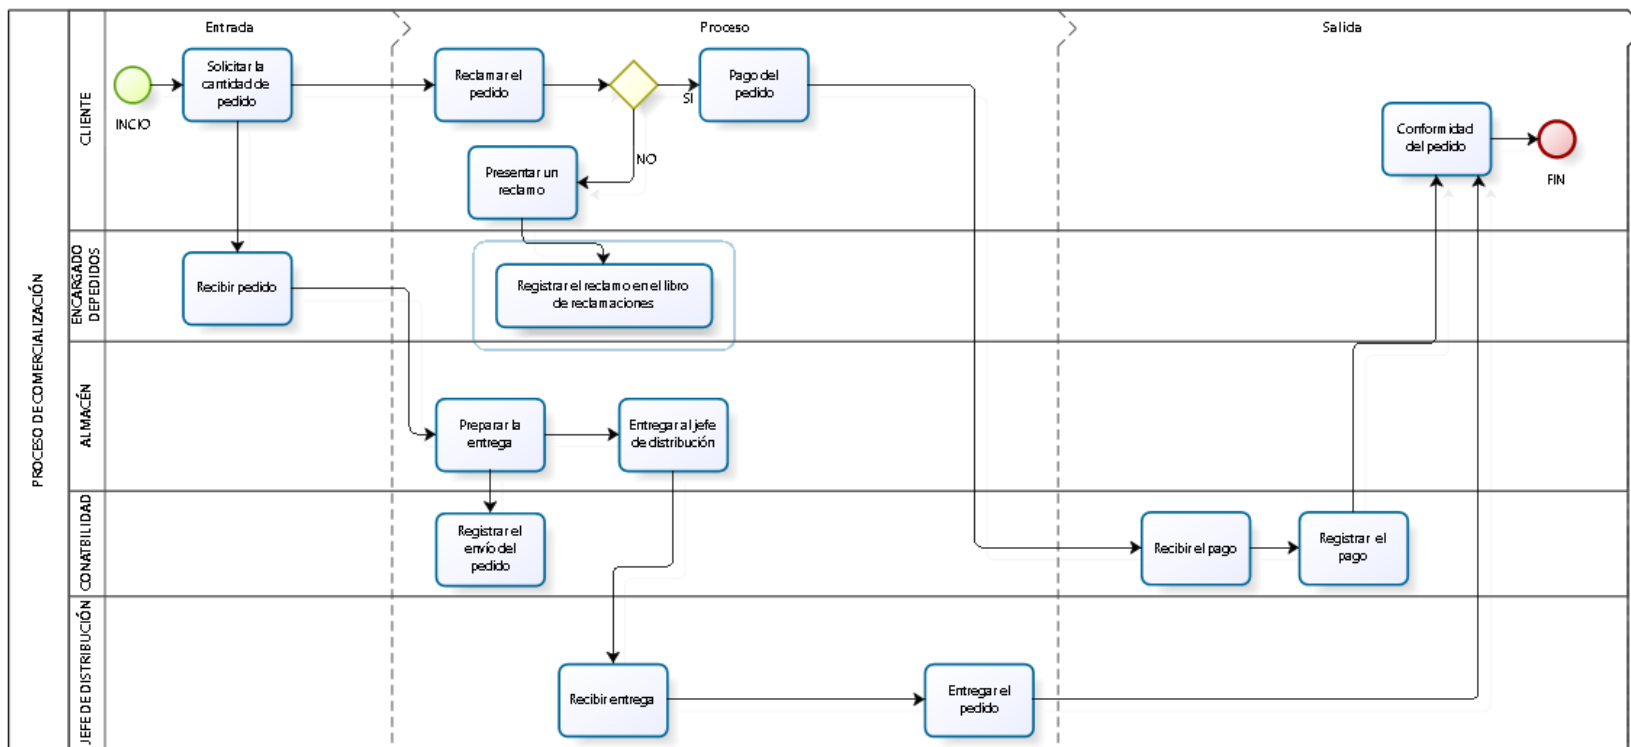 Entrada
Proceso
Salida
PROCESO DE COMERCIALIZACIÓN
CLIENTE
INCIO
Solicitar la
cantidad de
pedido
Reclamar el
pedido
SI
NO
Pago del
pedido
Presentar un
reclamo
Conformidad
del pedido
FIN
ENCARGADO
DEPEDIDOS
Recibir pedido
Registrar el reclamo en el libro
de reclamaciones
ALMACÉN
Preparar la
entrega
Entregar al jefe
de distribución
CONATBILIDAD
Registrar el
envío del
pedido
Recibir el pago
Registrar el
pago
JEFE DE DISTRIBUCIÓN
Recibir entrega
Entregar el
pedido